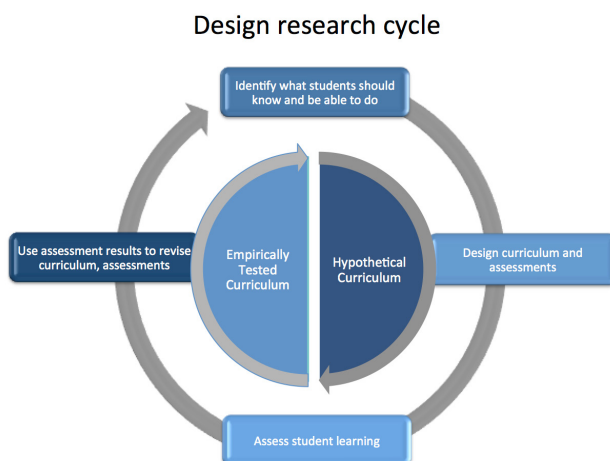 Design research cycle
Identify what students should
know and be able to do
Use assessment results to revise
curriculum, assessments
Empirically
Tested
Curriculum
Hypothetical
Curriculum
Design curriculum and
assessments
Assess student learning